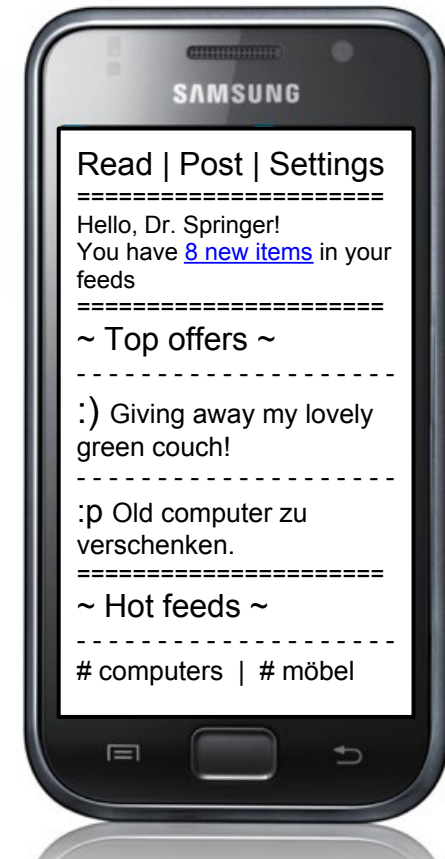 SAMSUNG
Read | Post | Settings
======================
Hello, Dr. Springer!
You have 8 new items in your
feeds
======================
~ Top offers ~
- - - - - - - - - - - - - - - - - - - -
:) Giving away my lovely
green couch!
- - - - - - - - - - - - - - - - - - - -
:p Old computer zu
verschenken.
======================
~ Hot feeds ~
- - - - - - - - - - - - - - - - - - - -
# computers | # möbel